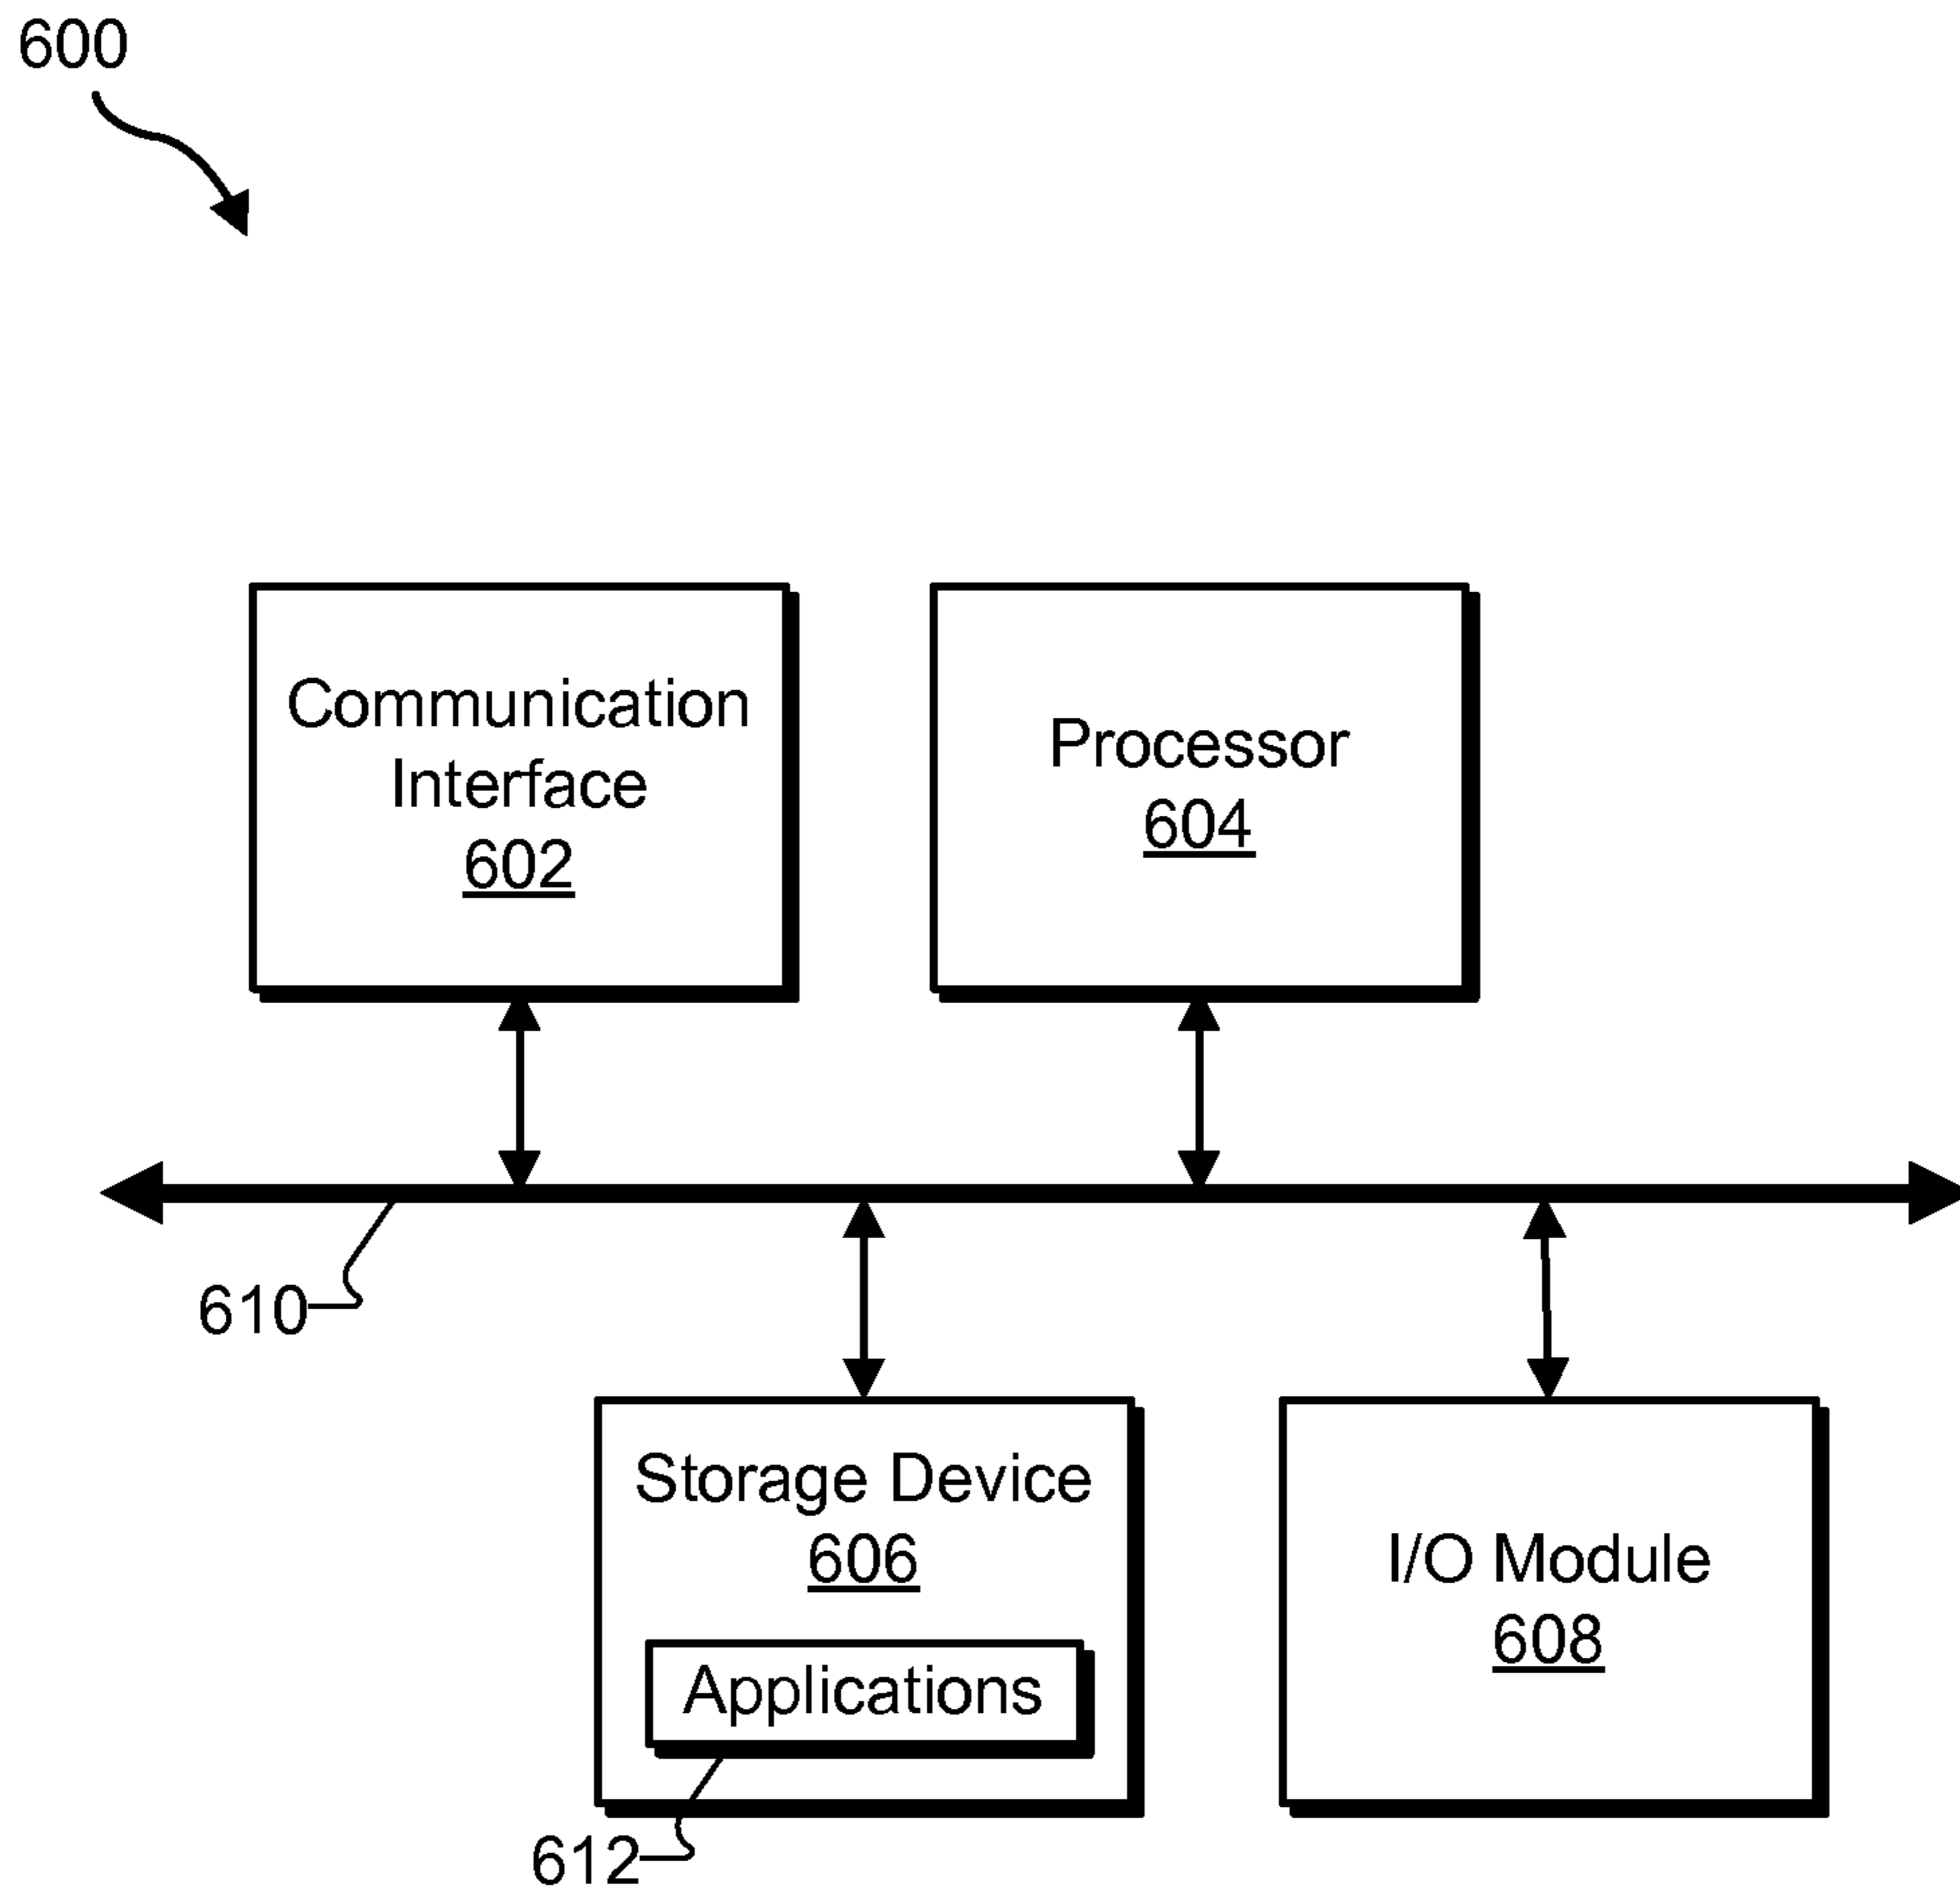 600
Communication
Interface
602
Processor
604
610
Storage Device
606
Applications
612
I/O Module
608